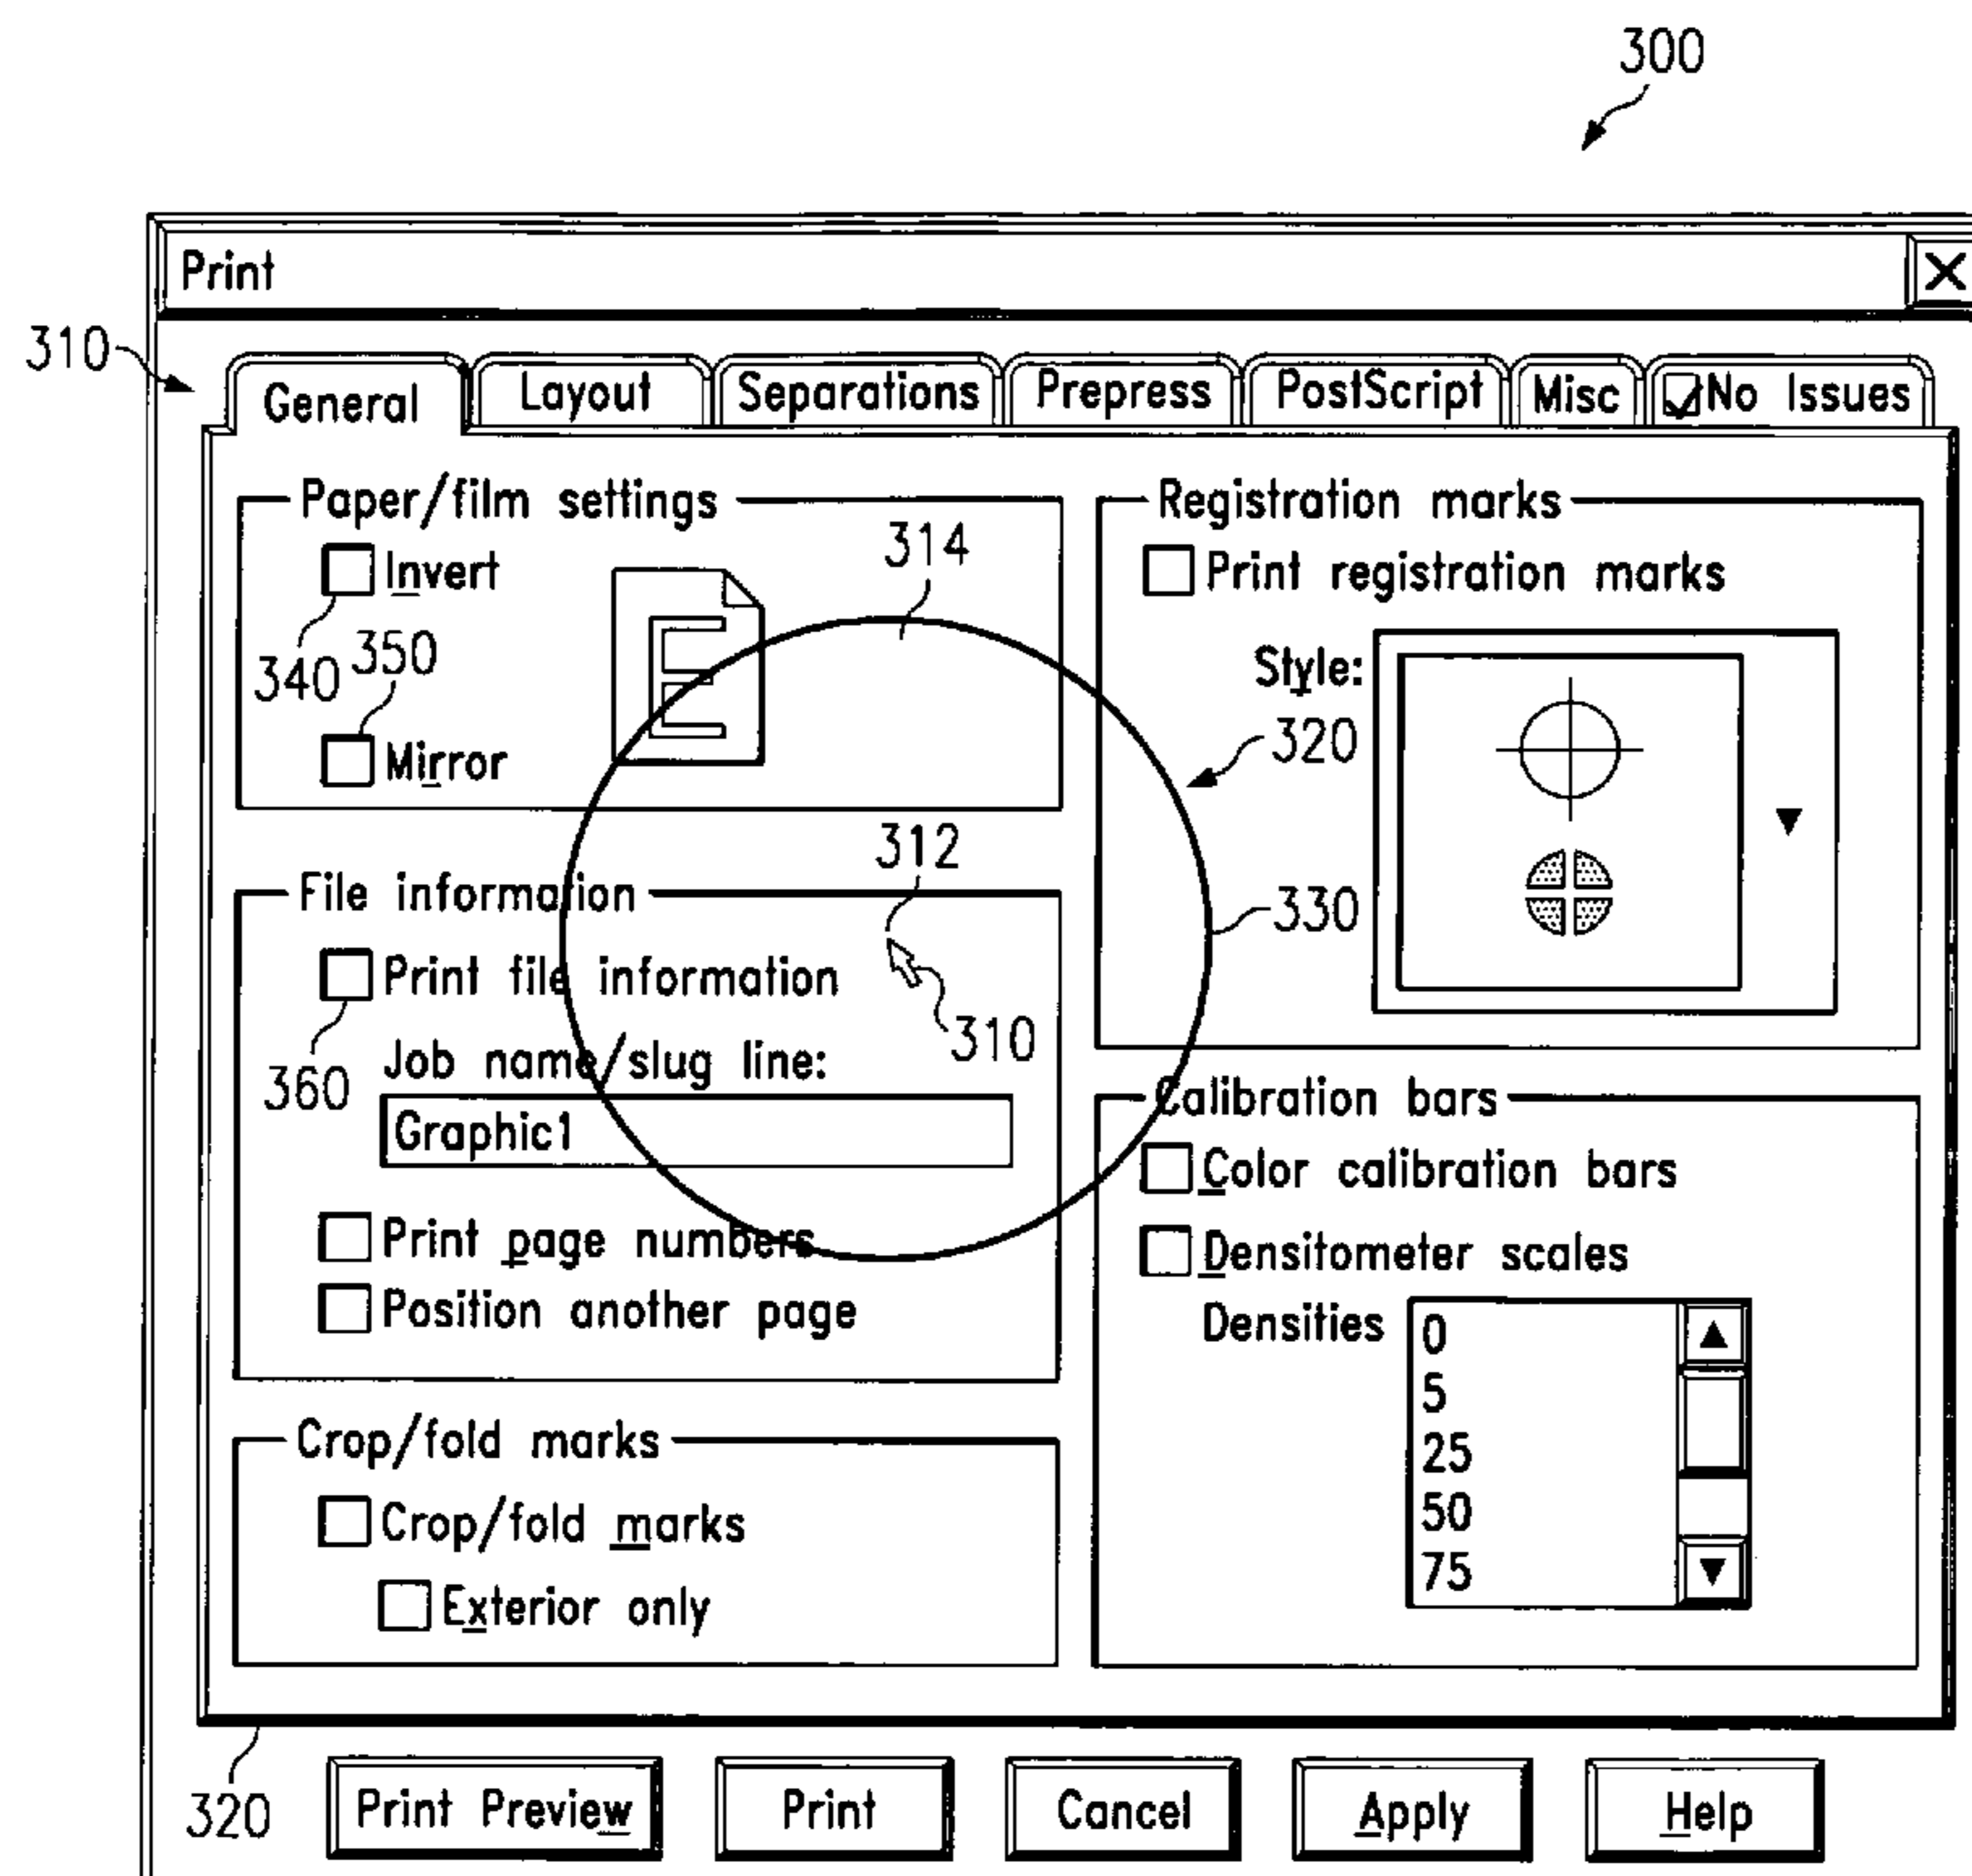 300
Print
310
General Layout Separations Prepress PostScript Misc No Issues
Paper/film settings
314
Invert
340
350
Mirror
Registration marks
Print registration marks
Style:
320
330
312
File information
Print file information
310
360
Job name/slug line:
Graphic1
Print page numbers
Position another page
Calibration bars
Color calibration bars
Densitometer scales
Densities
0
5
25
50
75
Crop/fold marks
Crop/fold marks
Exterior only
320
Print Preview Print Cancel Apply Help